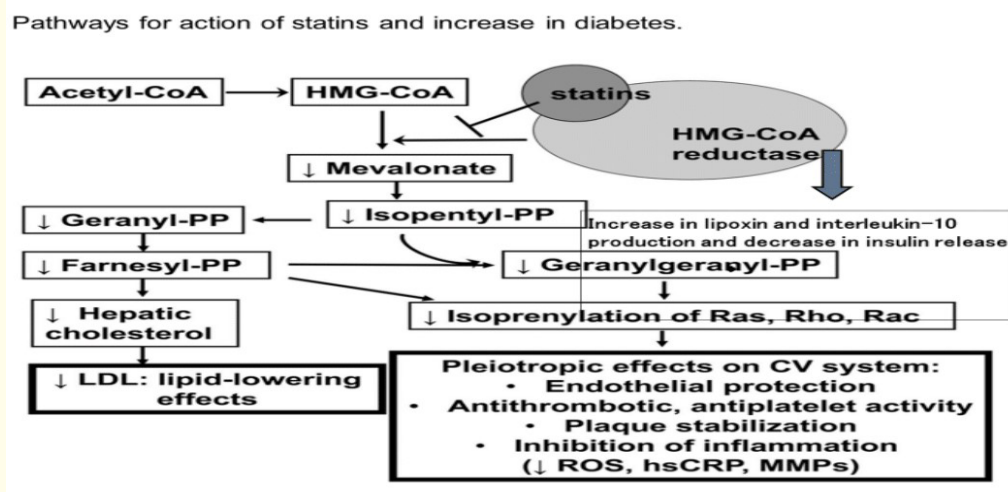 Pathways for action of statins and increase in diabetes.
Acetyl-CoA
HMG-CoA
statins
HMG-CoA
reductase
↓ Mevalonate
↓ Geranyl-PP
↓ Isopentyl-PP
Increase in lipoxin and interleukin-10
production and decrease in insulin release
↓ Farnesyl-PP
↓ Geranylgeranyl-PP
↓ Hepatic
cholesterol
↓ Isoprenylation of Ras, Rho, Rac
↓ LDL: lipid-lowering
effects
Pleiotropic effects on CV system:
• Endothelial protection
• Antithrombotic, antiplatelet activity
• Plaque stabilization
• Inhibition of inflammation
(↓ ROS, hsCRP, MMPs)